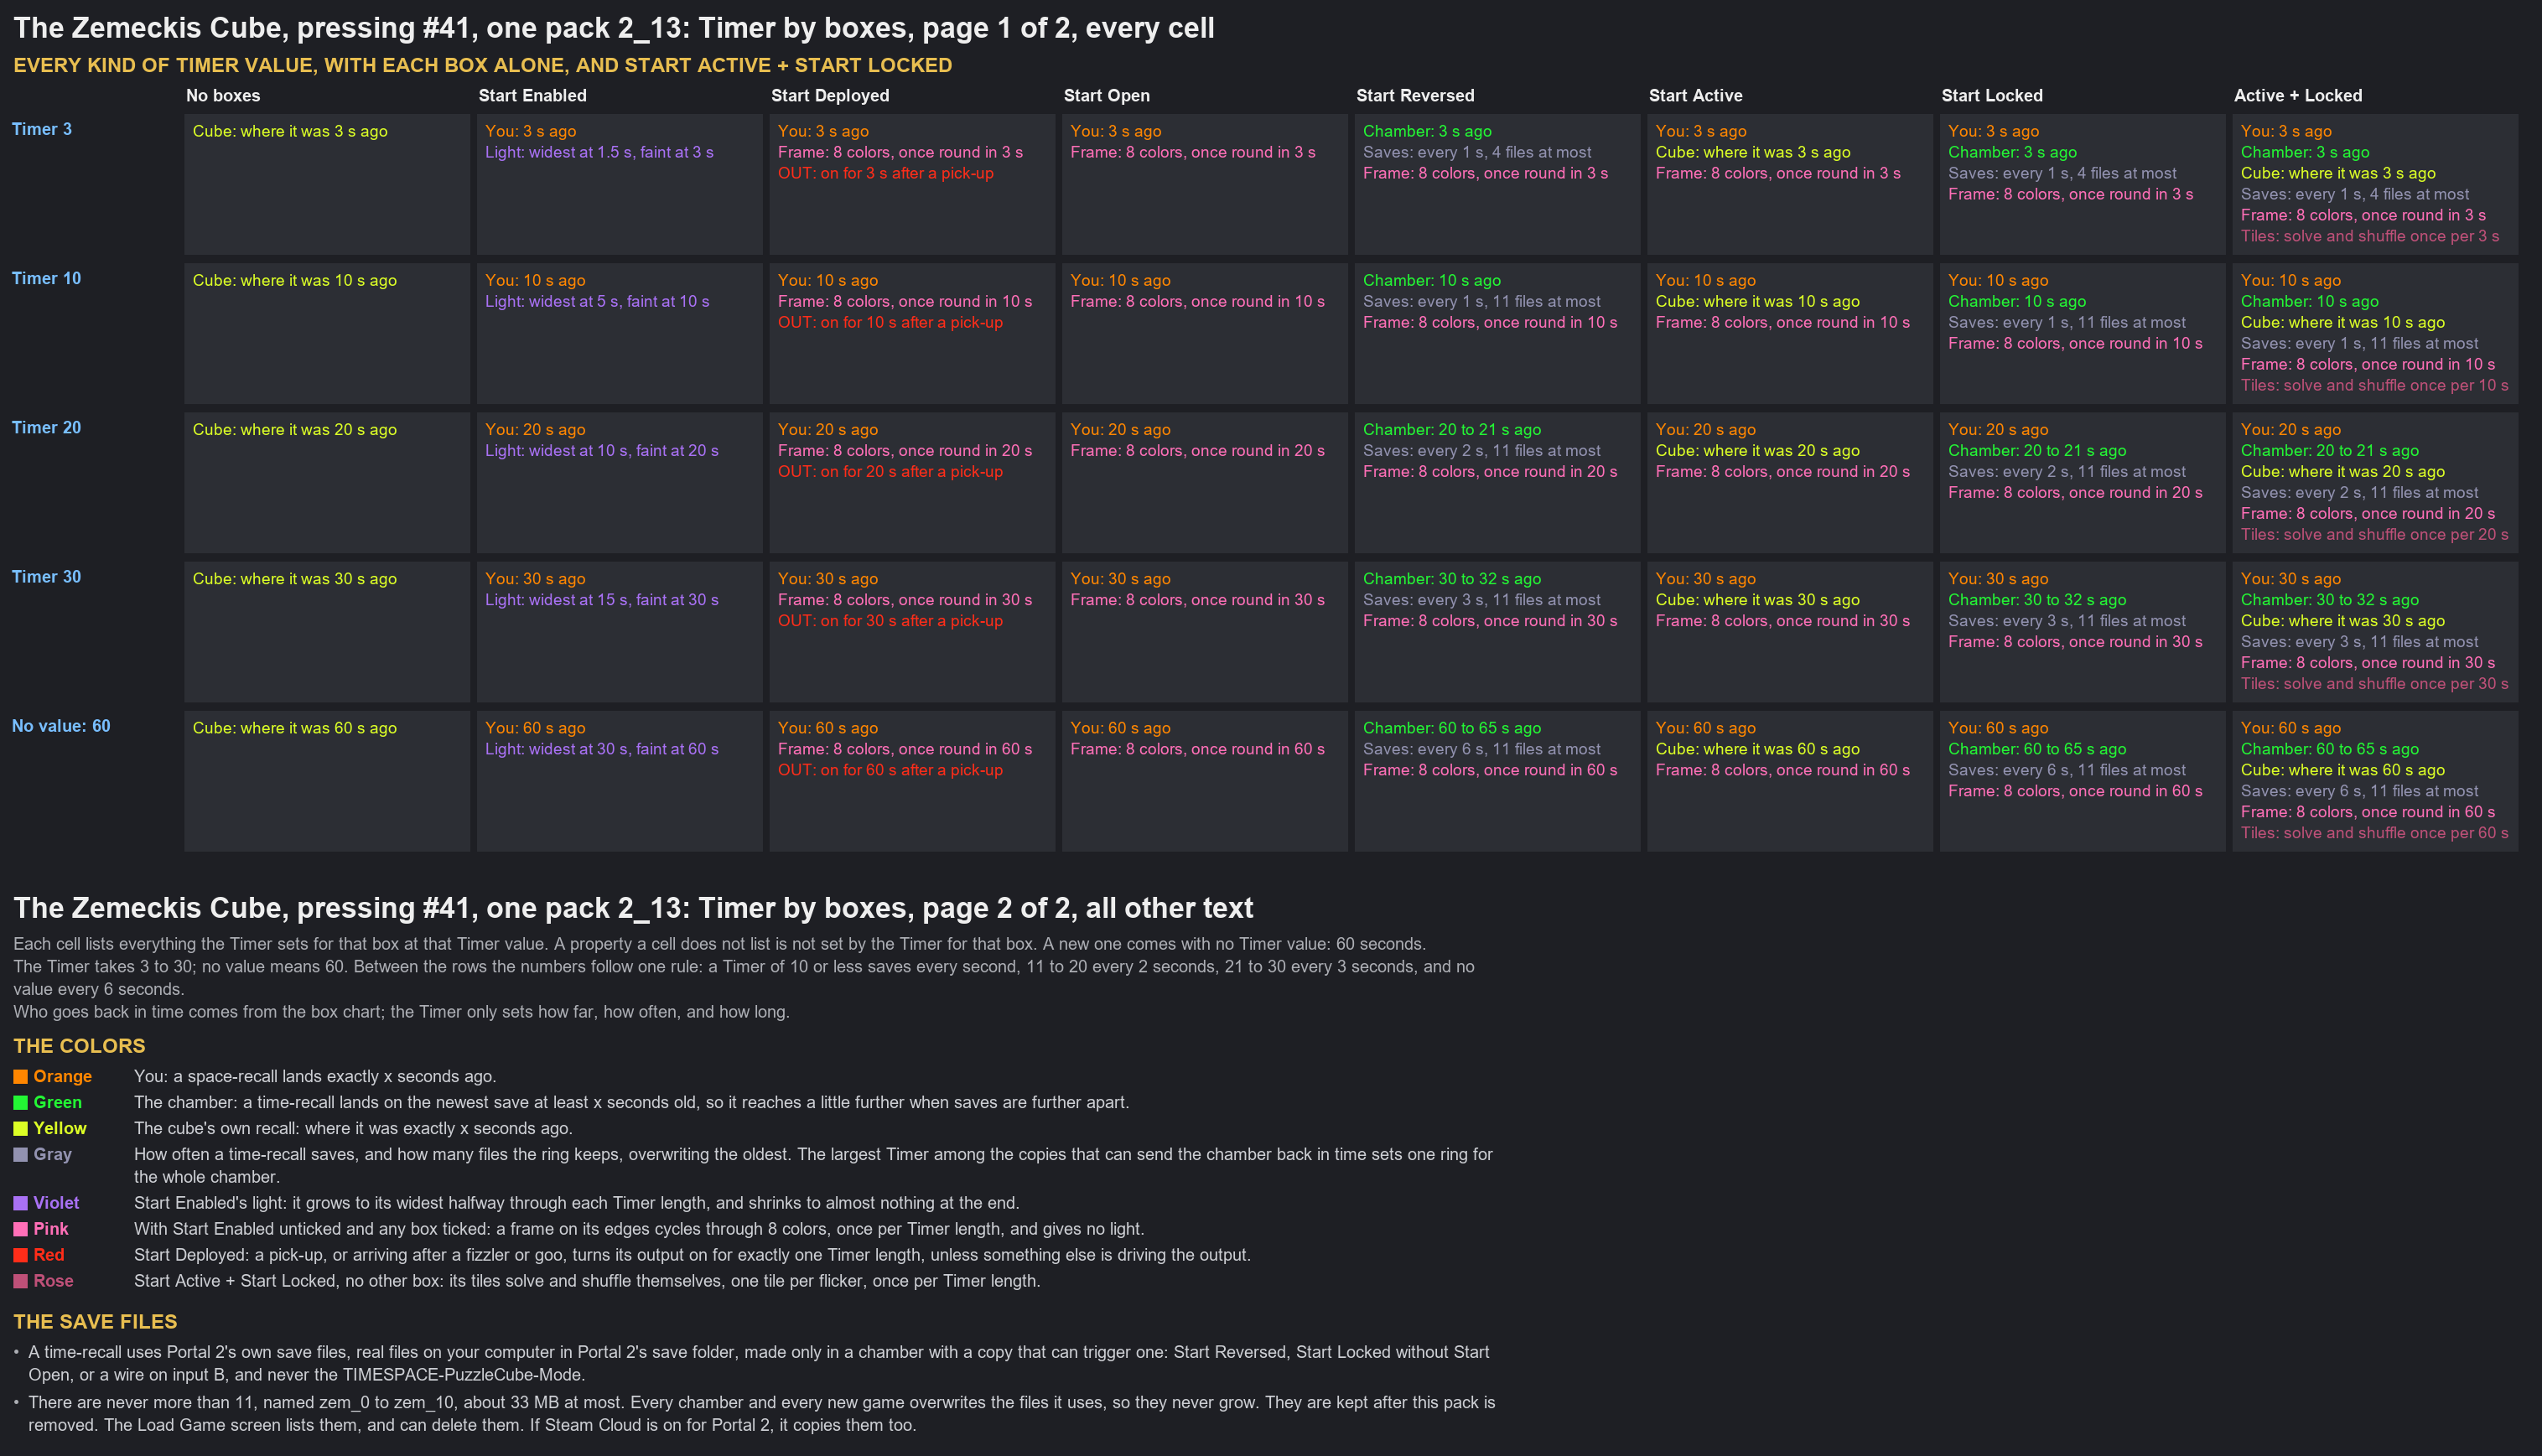 The Zemeckis Cube, pressing #41, one pack 2_13: Timer by boxes, page 1 of 2, every cell
EVERY KIND OF TIMER VALUE, WITH EACH BOX ALONE, AND START ACTIVE + START LOCKED
No boxes
Start Enabled
Start Deployed
Start Open
Start Reversed
Start Active
Start Locked
Active + Locked
Timer 3
Cube: where it was 3 s ago
You: 3 s ago
Light: widest at 1.5 s, faint at 3 s
You: 3 s ago
Frame: 8 colors, once round in 3 s
OUT: on for 3 s after a pick-up
You: 3 s ago
Frame: 8 colors, once round in 3 s
Chamber: 3 s ago
Saves: every 1 s, 4 files at most
Frame: 8 colors, once round in 3 s
You: 3 s ago
Cube: where it was 3 s ago
Frame: 8 colors, once round in 3 s
You: 3 s ago
Chamber: 3 s ago
Saves: every 1 s, 4 files at most
Frame: 8 colors, once round in 3 s
You: 3 s ago
Chamber: 3 s ago
Cube: where it was 3 s ago
Saves: every 1 s, 4 files at most
Frame: 8 colors, once round in 3 s
Tiles: solve and shuffle once per 3 s
Timer 10
Cube: where it was 10 s ago
You: 10 s ago
Light: widest at 5 s, faint at 10 s
You: 10 s ago
Frame: 8 colors, once round in 10 s
OUT: on for 10 s after a pick-up
You: 10 s ago
Frame: 8 colors, once round in 10 s
Chamber: 10 s ago
Saves: every 1 s, 11 files at most
Frame: 8 colors, once round in 10 s
You: 10 s ago
Cube: where it was 10 s ago
Frame: 8 colors, once round in 10 s
You: 10 s ago
Chamber: 10 s ago
Saves: every 1 s, 11 files at most
Frame: 8 colors, once round in 10 s
You: 10 s ago
Chamber: 10 s ago
Cube: where it was 10 s ago
Saves: every 1 s, 11 files at most
Frame: 8 colors, once round in 10 s
Tiles: solve and shuffle once per 10 s
Timer 20
Cube: where it was 20 s ago
You: 20 s ago
Light: widest at 10 s, faint at 20 s
You: 20 s ago
Frame: 8 colors, once round in 20 s
OUT: on for 20 s after a pick-up
You: 20 s ago
Frame: 8 colors, once round in 20 s
Chamber: 20 to 21 s ago
Saves: every 2 s, 11 files at most
Frame: 8 colors, once round in 20 s
You: 20 s ago
Cube: where it was 20 s ago
Frame: 8 colors, once round in 20 s
You: 20 s ago
Chamber: 20 to 21 s ago
Saves: every 2 s, 11 files at most
Frame: 8 colors, once round in 20 s
You: 20 s ago
Chamber: 20 to 21 s ago
Cube: where it was 20 s ago
Saves: every 2 s, 11 files at most
Frame: 8 colors, once round in 20 s
Tiles: solve and shuffle once per 20 s
Timer 30
Cube: where it was 30 s ago
You: 30 s ago
Light: widest at 15 s, faint at 30 s
You: 30 s ago
Frame: 8 colors, once round in 30 s
OUT: on for 30 s after a pick-up
You: 30 s ago
Frame: 8 colors, once round in 30 s
Chamber: 30 to 32 s ago
Saves: every 3 s, 11 files at most
Frame: 8 colors, once round in 30 s
You: 30 s ago
Cube: where it was 30 s ago
Frame: 8 colors, once round in 30 s
You: 30 s ago
Chamber: 30 to 32 s ago
Saves: every 3 s, 11 files at most
Frame: 8 colors, once round in 30 s
You: 30 s ago
Chamber: 30 to 32 s ago
Cube: where it was 30 s ago
Saves: every 3 s, 11 files at most
Frame: 8 colors, once round in 30 s
Tiles: solve and shuffle once per 30 s
No value: 60
Cube: where it was 60 s ago
You: 60 s ago
Light: widest at 30 s, faint at 60 s
You: 60 s ago
Frame: 8 colors, once round in 60 s
OUT: on for 60 s after a pick-up
You: 60 s ago
Frame: 8 colors, once round in 60 s
Chamber: 60 to 65 s ago
Saves: every 6 s, 11 files at most
Frame: 8 colors, once round in 60 s
You: 60 s ago
Cube: where it was 60 s ago
Frame: 8 colors, once round in 60 s
You: 60 s ago
Chamber: 60 to 65 s ago
Saves: every 6 s, 11 files at most
Frame: 8 colors, once round in 60 s
You: 60 s ago
Chamber: 60 to 65 s ago
Cube: where it was 60 s ago
Saves: every 6 s, 11 files at most
Frame: 8 colors, once round in 60 s
Tiles: solve and shuffle once per 60 s
The Zemeckis Cube, pressing #41, one pack 2_13: Timer by boxes, page 2 of 2, all other text
Each cell lists everything the Timer sets for that box at that Timer value. A property a cell does not list is not set by the Timer for that box. A new one comes with no Timer value: 60 seconds.
The Timer takes 3 to 30; no value means 60. Between the rows the numbers follow one rule: a Timer of 10 or less saves every second, 11 to 20 every 2 seconds, 21 to 30 every 3 seconds, and no
value every 6 seconds.
Who goes back in time comes from the box chart; the Timer only sets how far, how often, and how long.
THE COLORS
Orange You: a space-recall lands exactly x seconds ago.
Green The chamber: a time-recall lands on the newest save at least x seconds old, so it reaches a little further when saves are further apart.
Yellow The cube's own recall: where it was exactly x seconds ago.
Gray How often a time-recall saves, and how many files the ring keeps, overwriting the oldest. The largest Timer among the copies that can send the chamber back in time sets one ring for
the whole chamber.
Violet Start Enabled's light: it grows to its widest halfway through each Timer length, and shrinks to almost nothing at the end.
Pink With Start Enabled unticked and any box ticked: a frame on its edges cycles through 8 colors, once per Timer length, and gives no light.
Red Start Deployed: a pick-up, or arriving after a fizzler or goo, turns its output on for exactly one Timer length, unless something else is driving the output.
Rose Start Active + Start Locked, no other box: its tiles solve and shuffle themselves, one tile per flicker, once per Timer length.
THE SAVE FILES
• A time-recall uses Portal 2's own save files, real files on your computer in Portal 2's save folder, made only in a chamber with a copy that can trigger one: Start Reversed, Start Locked without Start
Open, or a wire on input B, and never the TIMESPACE-PuzzleCube-Mode.
• There are never more than 11, named zem_0 to zem_10, about 33 MB at most. Every chamber and every new game overwrites the files it uses, so they never grow. They are kept after this pack is
removed. The Load Game screen lists them, and can delete them. If Steam Cloud is on for Portal 2, it copies them too.